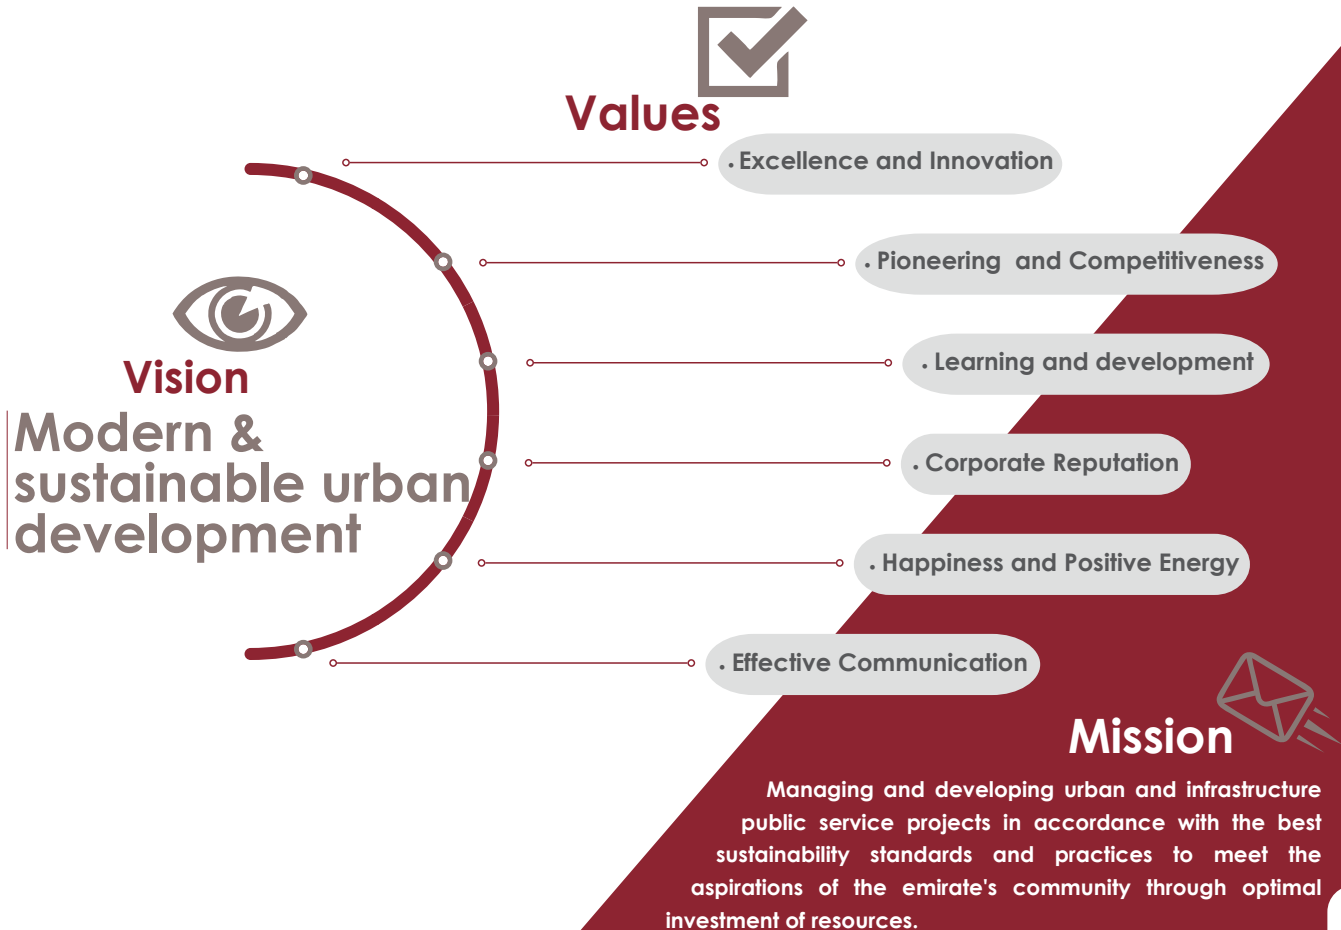 Values
. Excellence and Innovation
. Pioneering and Competitiveness
. Learning and development
. Corporate Reputation
. Happiness and Positive Energy
. Effective Communication
Vision
Modern &
sustainable urban
development
Mission
Managing and developing urban and infrastructure
public service projects in accordance with the best
sustainability standards and practices to meet the
aspirations of the emirate's community through optimal
investment of resources.